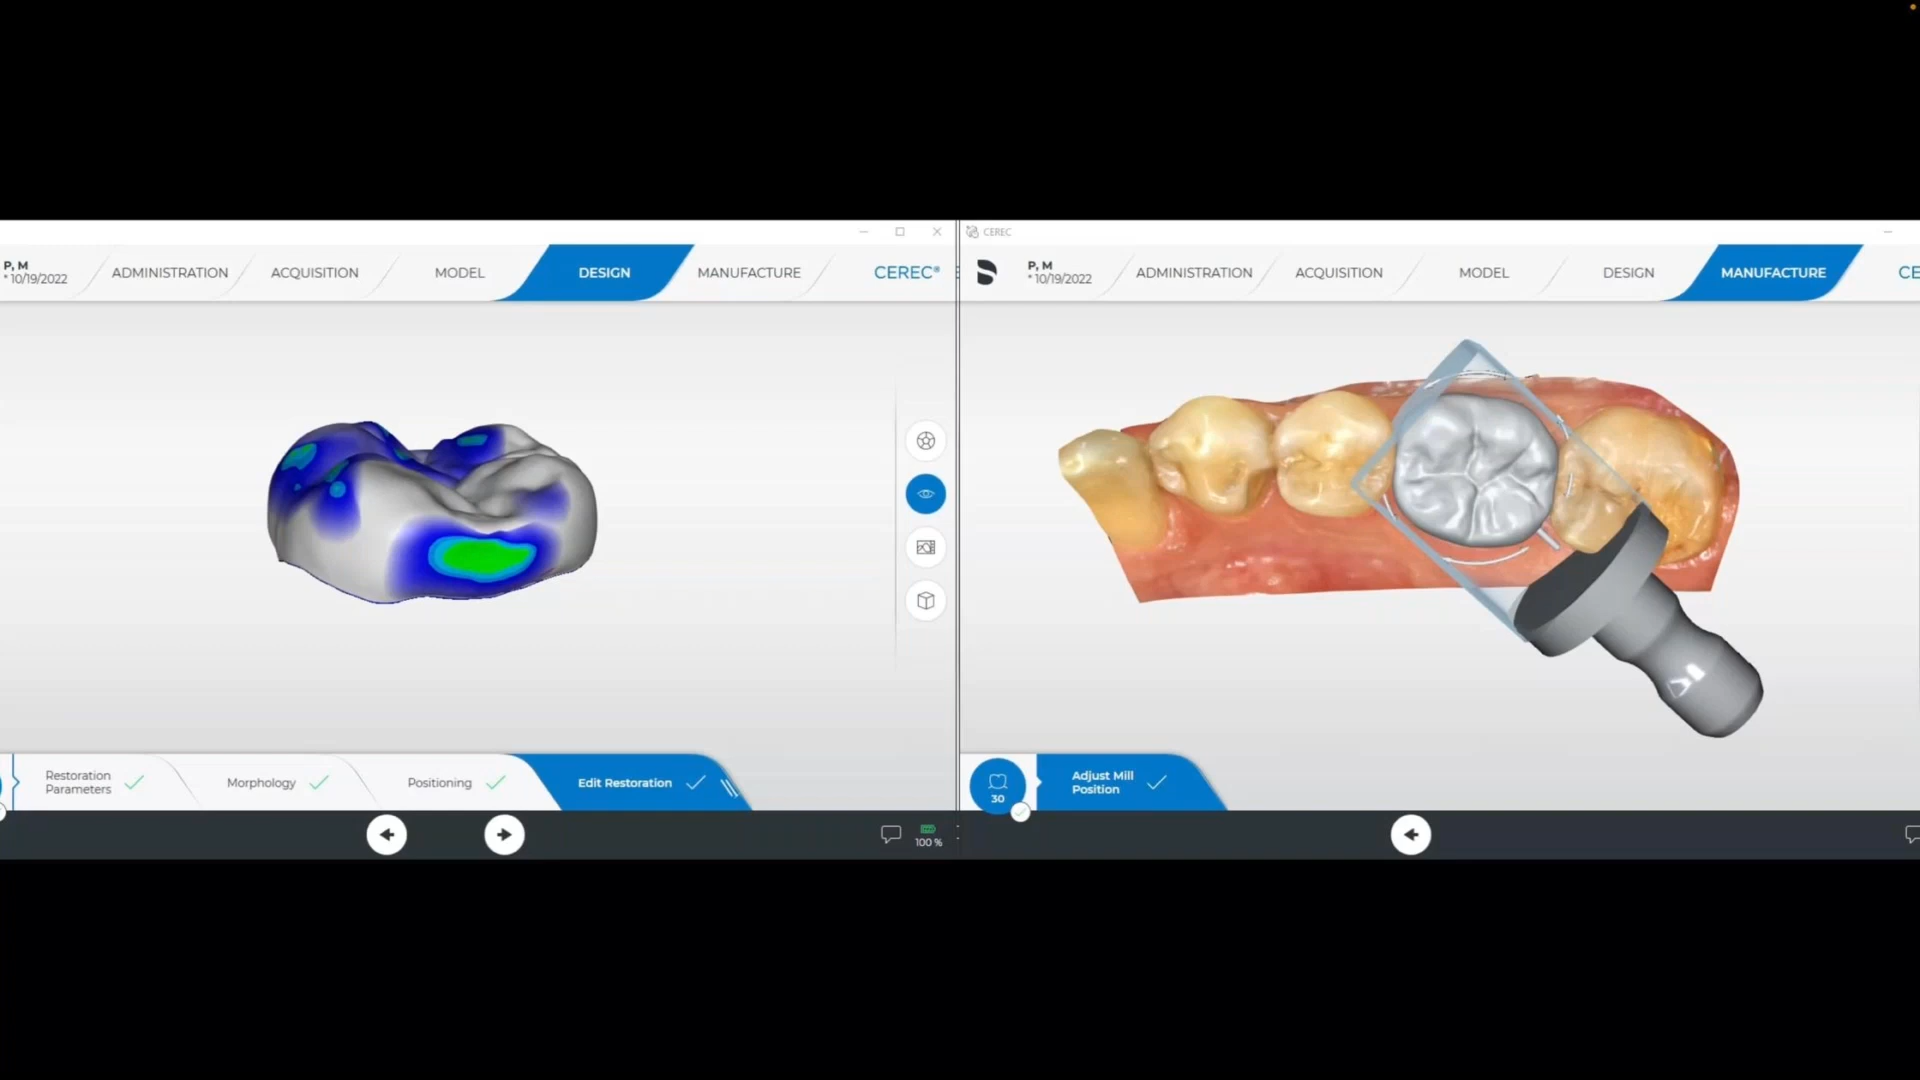 P, M
* 10/19/2022
ADMINISTRATION
ACQUISITION
MODEL
DESIGN
MANUFACTURE
CEREC®
Restoration
Parameters
Morphology
Positioning
Edit Restoration
100 %
CEREC
P, M
* 10/19/2022
ADMINISTRATION
ACQUISITION
MODEL
DESIGN
MANUFACTURE
CE
30
Adjust Mill
Position